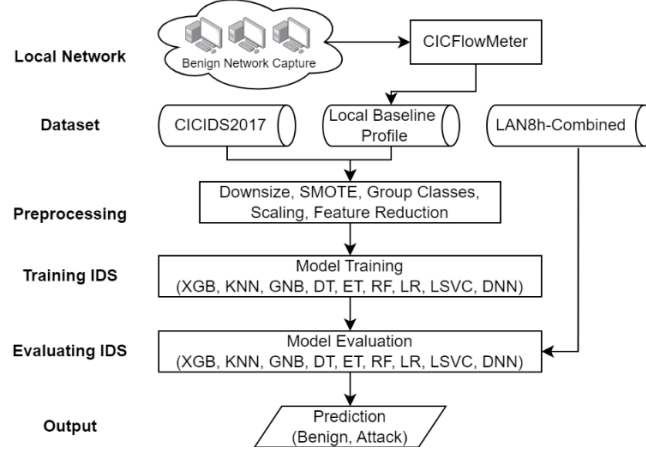 Benign Network Capture
Local Network
CICFlowMeter
Dataset
CICIDS2017
Local Baseline
Profile
LAN8h-Combined
Preprocessing
Downsize, SMOTE, Group Classes,
Scaling, Feature Reduction
Training IDS
Model Training
(XGB, KNN, GNB, DT, ET, RF, LR, LSVC, DNN)
Evaluating IDS
Model Evaluation
(XGB, KNN, GNB, DT, ET, RF, LR, LSVC, DNN)
Output
Prediction
(Benign, Attack)